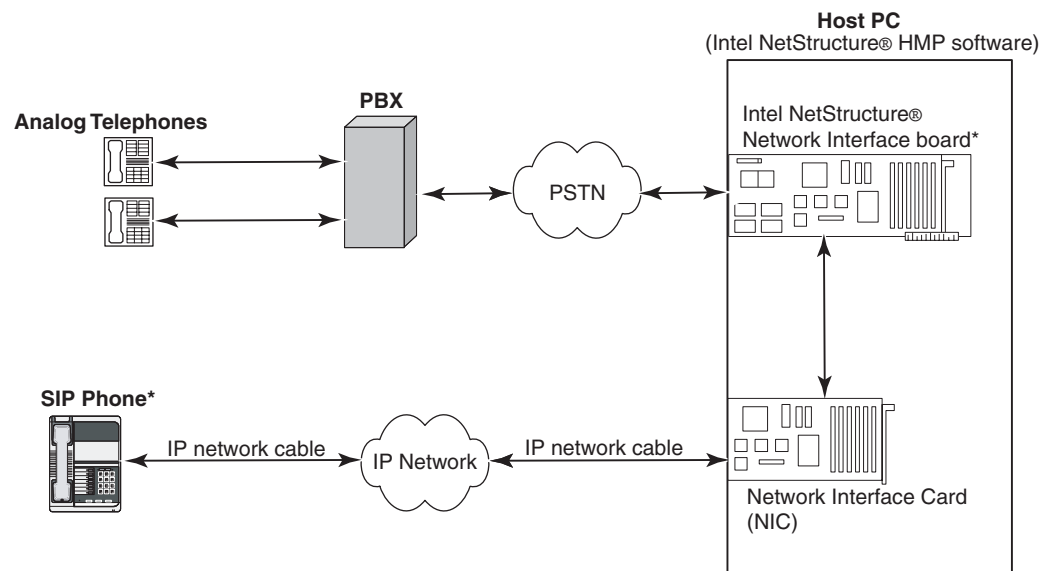 Host PC
(Intel NetStructure® HMP software)
PBX
Analog Telephones
Intel NetStructure®
Network Interface board*
PSTN
SIP Phone*
IP network cable
IP Network
IP network cable
Network Interface Card
(NIC)